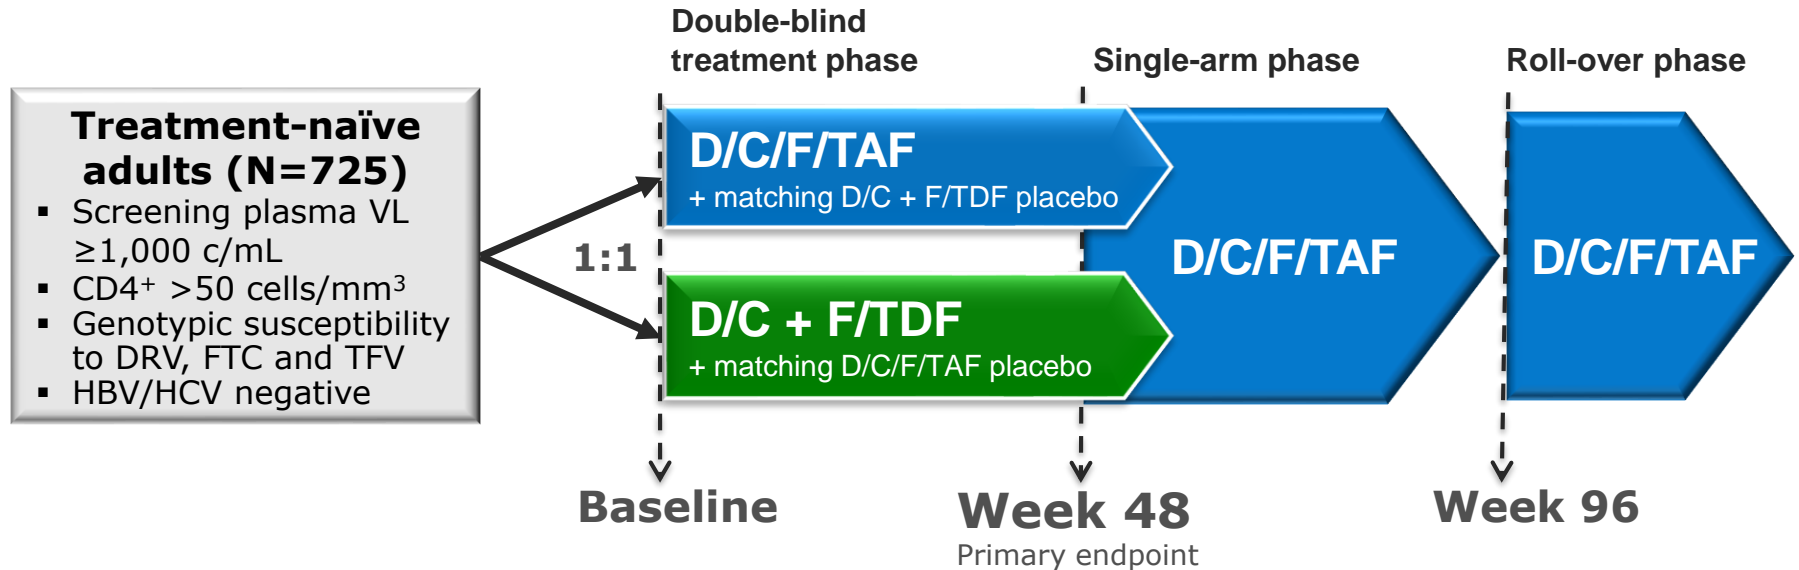 Double-blind
treatment phase
Single-arm phase
Roll-over phase
Treatment-naïve
adults (N=725)
▪ Screening plasma VL
≥1,000 c/mL
▪ CD4⁺ >50 cells/mm³
▪ Genotypic susceptibility
to DRV, FTC and TFV
▪ HBV/HCV negative
1:1
D/C/F/TAF
+ matching D/C + F/TDF placebo
D/C + F/TDF
+ matching D/C/F/TAF placebo
D/C/F/TAF
D/C/F/TAF
Baseline
Week 48
Primary endpoint
Week 96